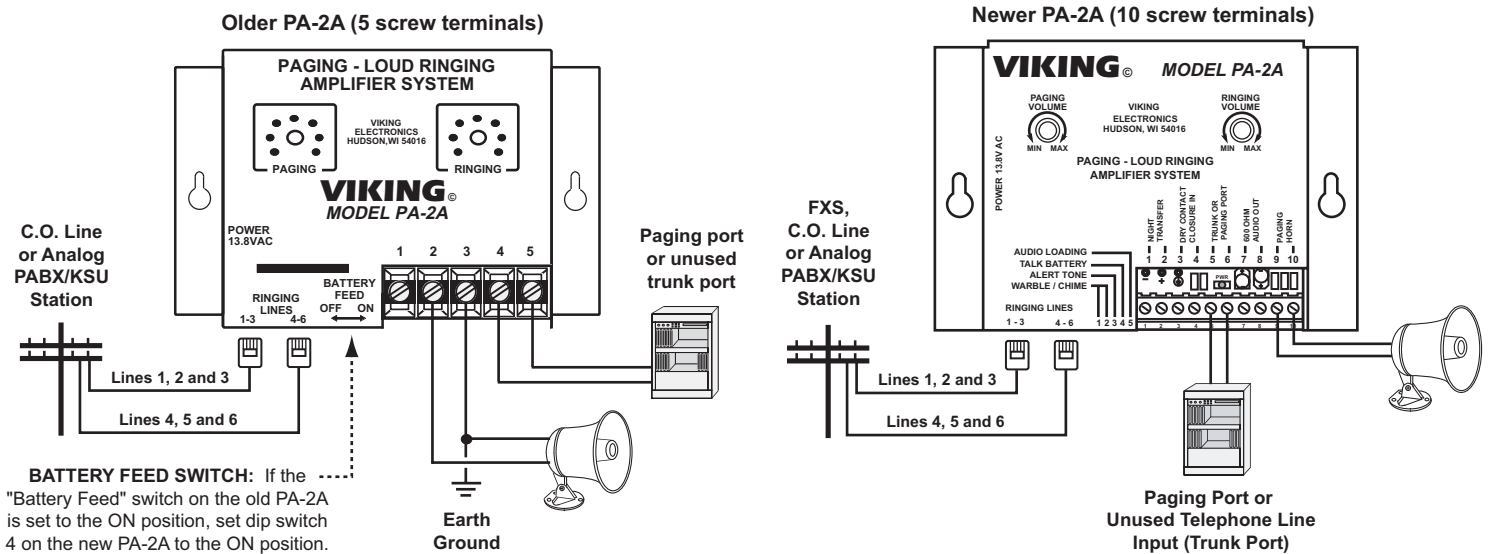 Older PA-2A (5 screw terminals)
PAGING - LOUD RINGING
AMPLIFIER SYSTEM
VIKING
ELECTRONICS
HUDSON,WI 54016
PAGING
RINGING
VIKING©
MODEL PA-2A
POWER
13.8VAC
1 2 3 4 5
BATTERY
FEED
OFF ON
RINGING
LINES
1-3 4-6
C.O. Line
or Analog
PABX/KSU
Station
Lines 1, 2 and 3
Lines 4, 5 and 6
Paging port
or unused
trunk port
Earth
Ground
BATTERY FEED SWITCH: If the
"Battery Feed" switch on the old PA-2A
is set to the ON position, set dip switch
4 on the new PA-2A to the ON position.
Newer PA-2A (10 screw terminals)
VIKING© MODEL PA-2A
PAGING
VOLUME
MIN MAX
VIKING
ELECTRONICS
HUDSON, WI 54016
RINGING
VOLUME
MIN MAX
PAGING - LOUD RINGING
AMPLIFIER SYSTEM
POWER 13.8V AC
NIGHT
TRANSFER
DRY CONTACT
CLOSURE IN
TRUNK OR
PAGING PORT
600 OHM
AUDIO OUT
PAGING
HORN
1 2 3 4 5 6 7 8 9 10
AUDIO LOADING
TALK BATTERY
ALERT TONE
WARBLE / CHIME
- +
PWR
RINGING LINES
1 - 3 4 - 6 1 2 3 4 5
1 2 3 4 5 6 7 8 9 10
FXS,
C.O. Line
or Analog
PABX/KSU
Station
Lines 1, 2 and 3
Lines 4, 5 and 6
Paging Port or
Unused Telephone Line
Input (Trunk Port)